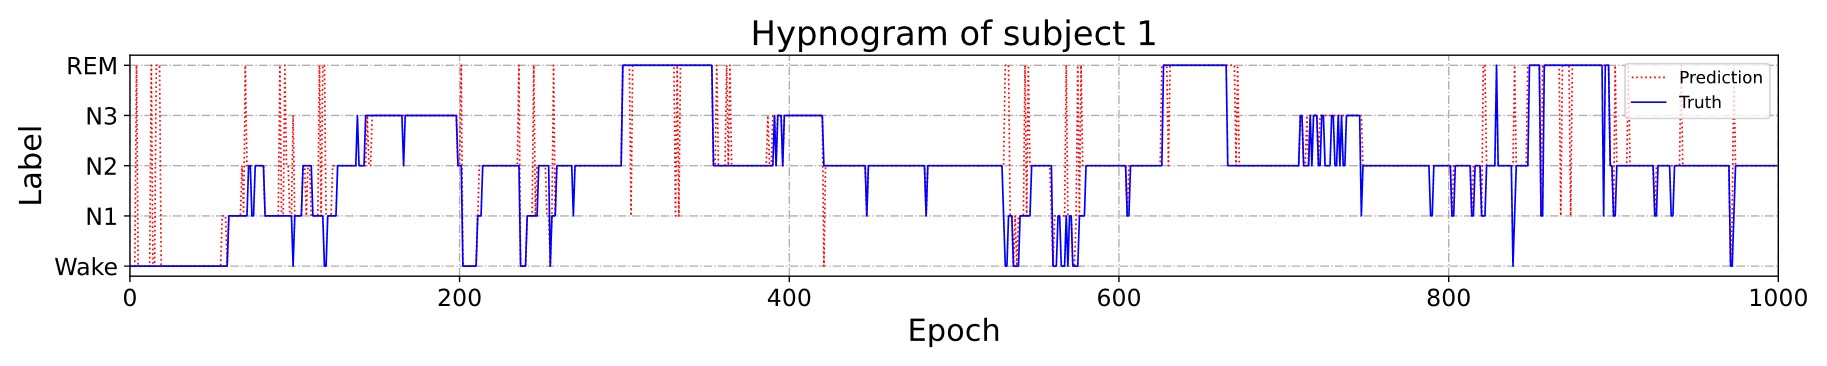 Hypnogram of subject 1
Label
REM
N3
N2
N1
Wake
Prediction
Truth
0 200 400 600 800 1000
Epoch